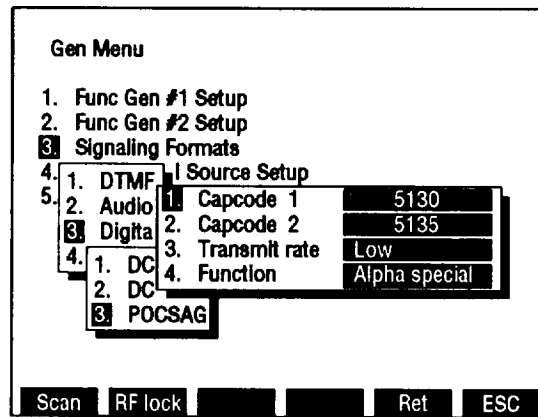 Gen Menu
1. Func Gen #1 Setup
2. Func Gen #2 Setup
3. Signaling Formats
4. l Source Setup
5.
1. DTMF
2. Audio
3. Digita
4.
1. DC
2. DC
3. POCSAG
1. Capcode 1 5130
2. Capcode 2 5135
3. Transmit rate Low
4. Function Alpha special
Scan RF lock Ret ESC